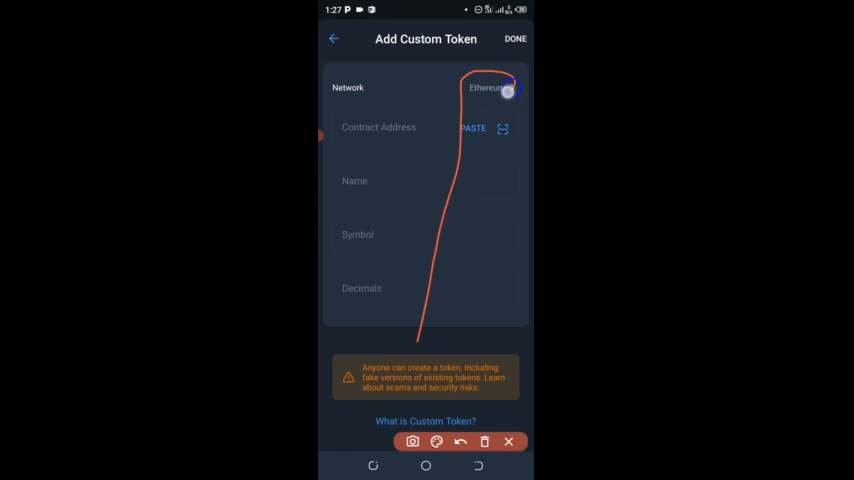 1:27 P
Add Custom Token DONE
Network Ethereum
Contract Address PASTE
Name
Symbol
Decimals
Anyone can create a token, including
fake versions of existing tokens. Learn
about scams and security risks.
What is Custom Token?